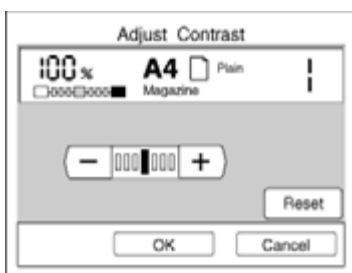 Adjust Contrast
100 % A4 Plain 1
Magazine
− +
Reset
OK Cancel